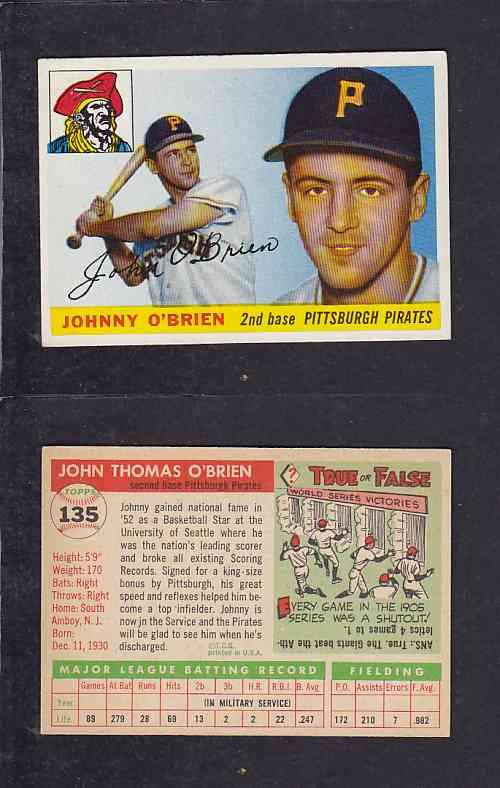 P
P
John O'Brien
JOHNNY O'BRIEN 2nd base PITTSBURGH PIRATES
JOHN THOMAS O'BRIEN
second base Pittsburgh Pirates
TOPPS
135
Height: 5'9"
Weight: 170
Bats: Right
Throws: Right
Home: South
Amboy, N. J.
Born:
Dec. 11, 1930
Johnny gained national fame in
'52 as a Basketball Star at the
University of Seattle where he
was the nation's leading scorer
and broke all existing Scoring
Records. Signed for a king-size
bonus by Pittsburgh, his great
speed and reflexes helped him
become a top infielder. Johnny
is now jn the Service and the Pirates
will be glad to see him when he's
discharged.
©T.C.G.
printed in U.S.A.
? TRUE OR FALSE
WORLD SERIES VICTORIES
EVERY GAME IN THE 1905
SERIES WAS A SHUTOUT!
ANS.: True. The Giants beat the Ath-
letics 4 games to 1.
MAJOR LEAGUE BATTING RECORD FIELDING
Games At Bat Runs Hits 2b 3b H.R. R.B.I. B. Avg P.O. Assists Errors F. Avg.
Year (IN MILITARY SERVICE)
Life 89 279 28 69 13 2 2 22 .247 172 210 7 .982